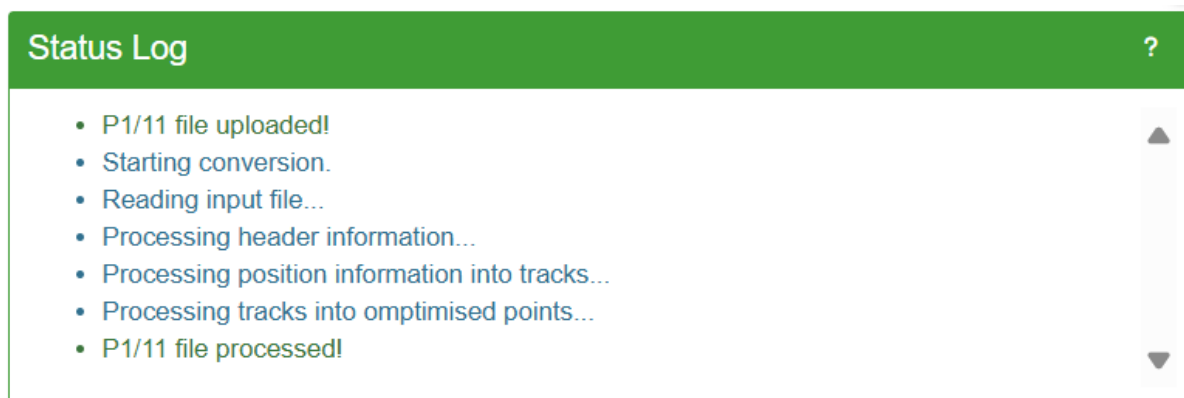 Status Log ?
P1/11 file uploaded!
Starting conversion.
Reading input file...
Processing header information...
Processing position information into tracks...
Processing tracks into omptimised points...
P1/11 file processed!